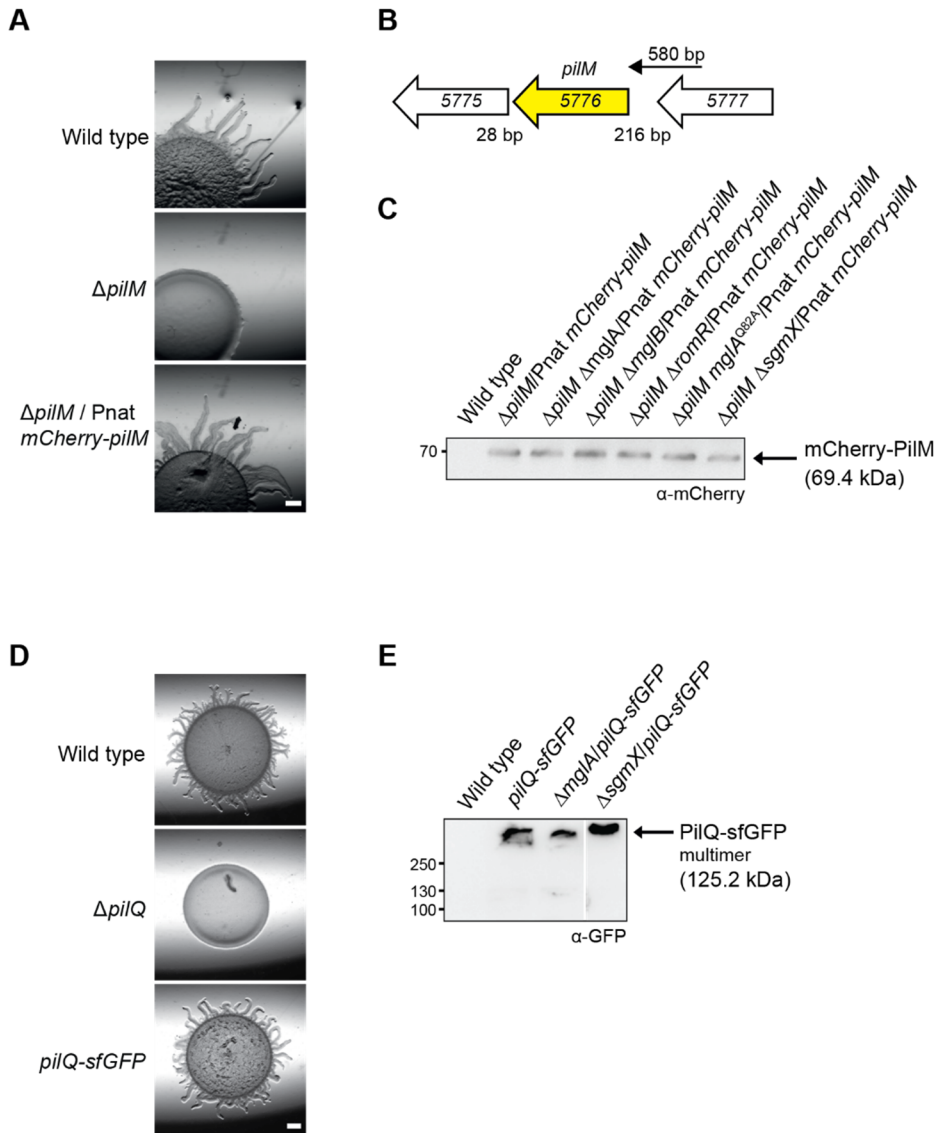 A
Wild type
ΔpilM
ΔpilM / Pnat
mCherry-pilM
B
pilM
580 bp
5775
5776
5777
28 bp
216 bp
C
Wild type
ΔpilM/Pnat mCherry-pilM
ΔpilM ΔmglA/Pnat mCherry-pilM
ΔpilM ΔmglB/Pnat mCherry-pilM
ΔpilM ΔromR/Pnat mCherry-pilM
ΔpilM mglA^Q82A/Pnat mCherry-pilM
ΔpilM ΔsgmX/Pnat mCherry-pilM
70
mCherry-PilM
(69.4 kDa)
α-mCherry
D
Wild type
ΔpilQ
pilQ-sfGFP
E
Wild type
pilQ-sfGFP
ΔmglA/pilQ-sfGFP
ΔsgmX/pilQ-sfGFP
PilQ-sfGFP
multimer
(125.2 kDa)
250
130
100
α-GFP